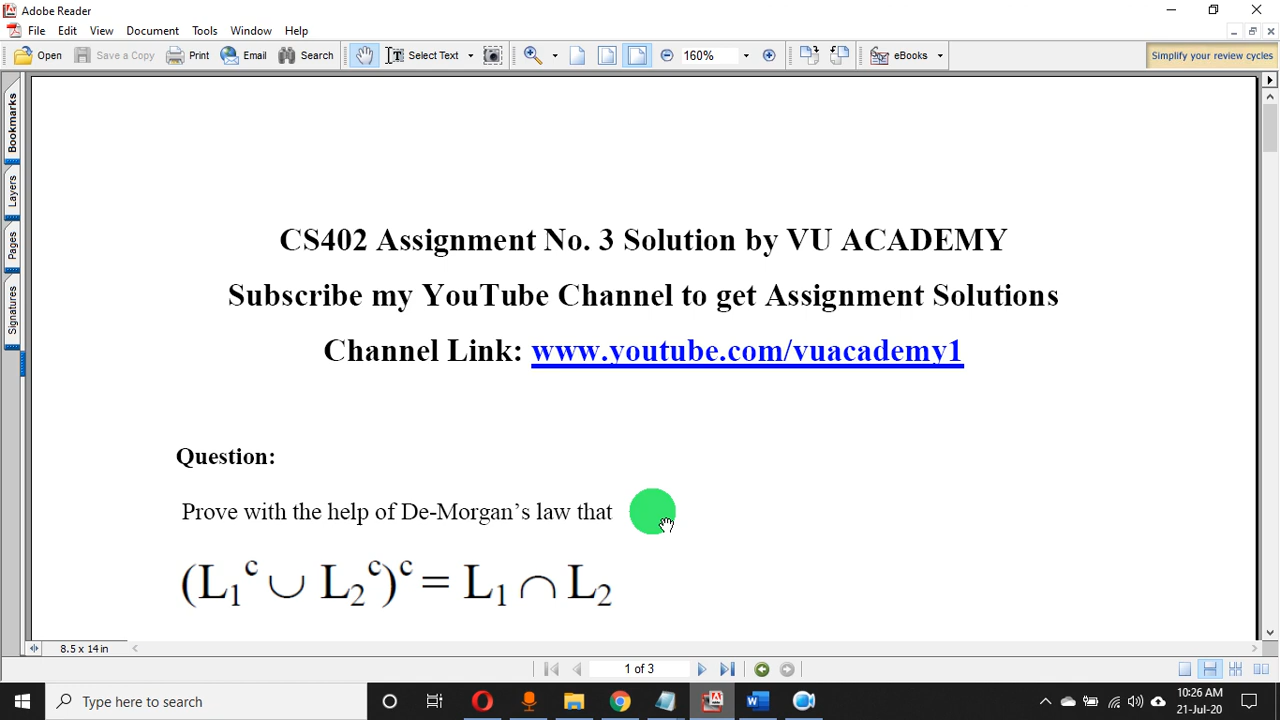 Adobe Reader
File Edit View Document Tools Window Help
Open Save a Copy Print Email Search Select Text 160% eBooks Simplify your review cycles
Bookmarks
Layers
Pages
Signatures
CS402 Assignment No. 3 Solution by VU ACADEMY
Subscribe my YouTube Channel to get Assignment Solutions
Channel Link: www.youtube.com/vuacademy1
Question:
Prove with the help of De-Morgan’s law that
(L₁ᶜ ∪ L₂ᶜ)ᶜ = L₁ ∩ L₂
8.5 x 14 in
1 of 3
Type here to search
10:26 AM
21-Jul-20